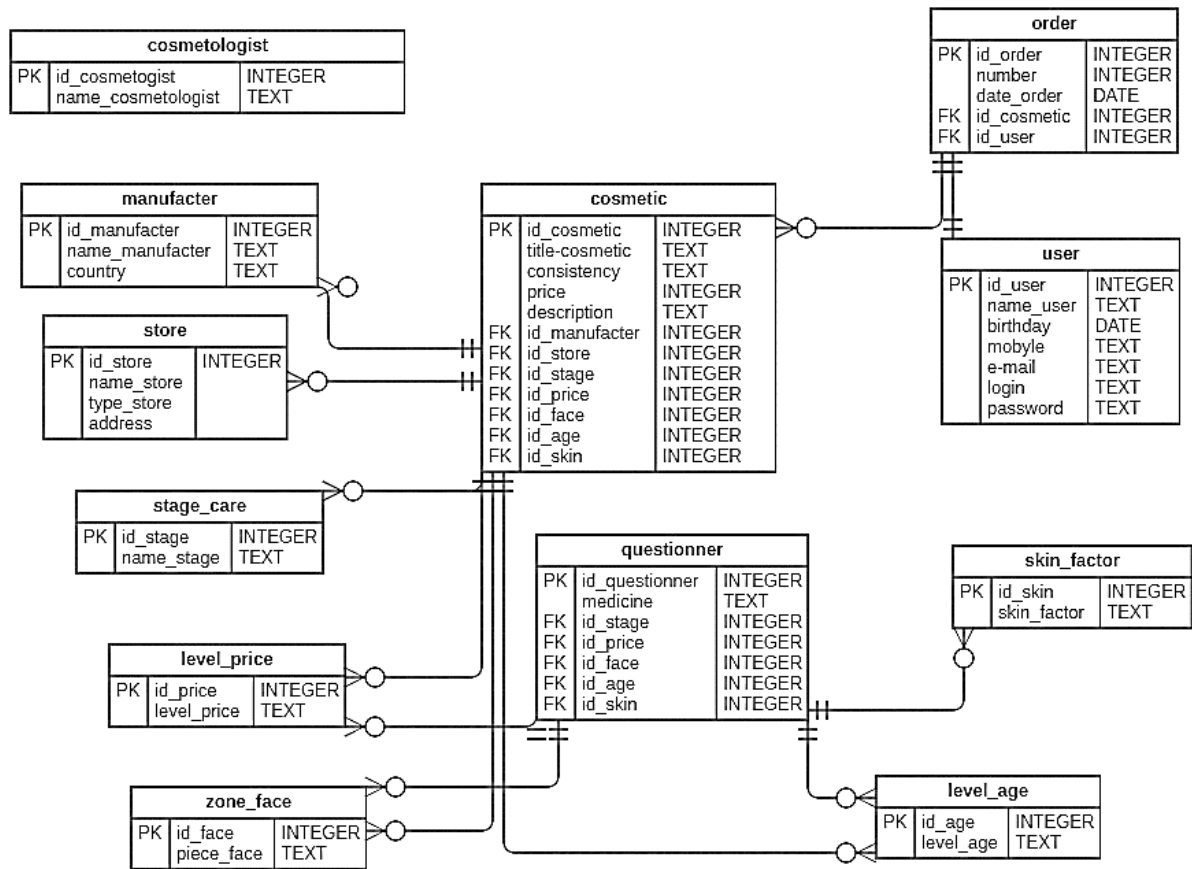 cosmetologist
PK id_cosmetogist INTEGER
name_cosmetologist TEXT
order
PK id_order INTEGER
number INTEGER
date_order DATE
FK id_cosmetic INTEGER
FK id_user INTEGER
manufacter
PK id_manufacter INTEGER
name_manufacter TEXT
country TEXT
cosmetic
PK id_cosmetic INTEGER
title-cosmetic TEXT
consistency TEXT
price INTEGER
description TEXT
FK id_manufacter INTEGER
FK id_store INTEGER
FK id_stage INTEGER
FK id_price INTEGER
FK id_face INTEGER
FK id_age INTEGER
FK id_skin INTEGER
user
PK id_user INTEGER
name_user TEXT
birthday DATE
mobyle TEXT
e-mail TEXT
login TEXT
password TEXT
store
PK id_store INTEGER
name_store
type_store
address
stage_care
PK id_stage INTEGER
name_stage TEXT
questionner
PK id_questionner INTEGER
medicine TEXT
FK id_stage INTEGER
FK id_price INTEGER
FK id_face INTEGER
FK id_age INTEGER
FK id_skin INTEGER
skin_factor
PK id_skin INTEGER
skin_factor TEXT
level_price
PK id_price INTEGER
level_price TEXT
zone_face
PK id_face INTEGER
piece_face TEXT
level_age
PK id_age INTEGER
level_age TEXT